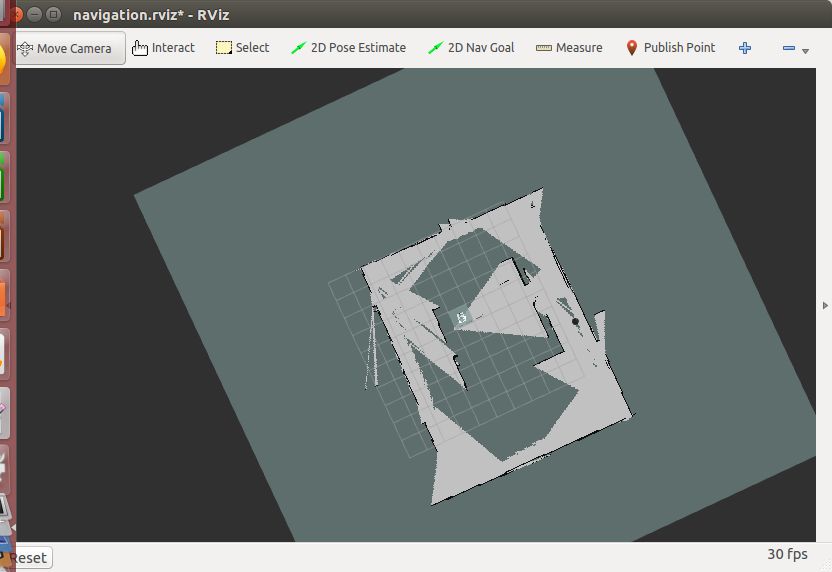 navigation.rviz* - RViz
Move Camera Interact Select 2D Pose Estimate 2D Nav Goal Measure Publish Point
Reset 30 fps